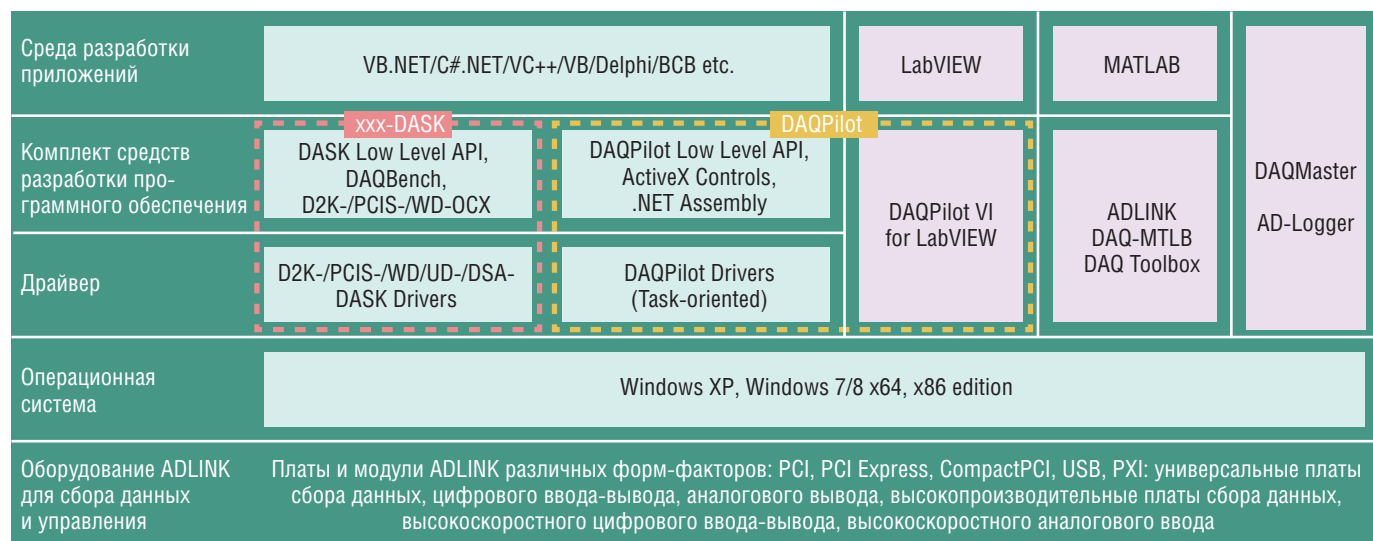 Среда разработки
приложений
VB.NET/C#.NET/VC++/VB/Delphi/BCB etc.
LabVIEW
MATLAB
xxx-DASK
DAQPilot
Комплект средств
разработки про-
граммного обеспечения
DASK Low Level API,
DAQBench,
D2K-/PCIS-/WD-OCX
DAQPilot Low Level API,
ActiveX Controls,
.NET Assembly
DAQPilot VI
for LabVIEW
ADLINK
DAQ-MTLB
DAQ Toolbox
DAQMaster
AD-Logger
Драйвер
D2K-/PCIS-/WD/UD-/DSA-
DASK Drivers
DAQPilot Drivers
(Task-oriented)
Операционная
система
Windows XP, Windows 7/8 x64, x86 edition
Оборудование ADLINK
для сбора данных
и управления
Платы и модули ADLINK различных форм-факторов: PCI, PCI Express, CompactPCI, USB, PXI: универсальные платы
сбора данных, цифрового ввода-вывода, аналогового вывода, высокопроизводительные платы сбора данных,
высокоскоростного цифрового ввода-вывода, высокоскоростного аналогового ввода